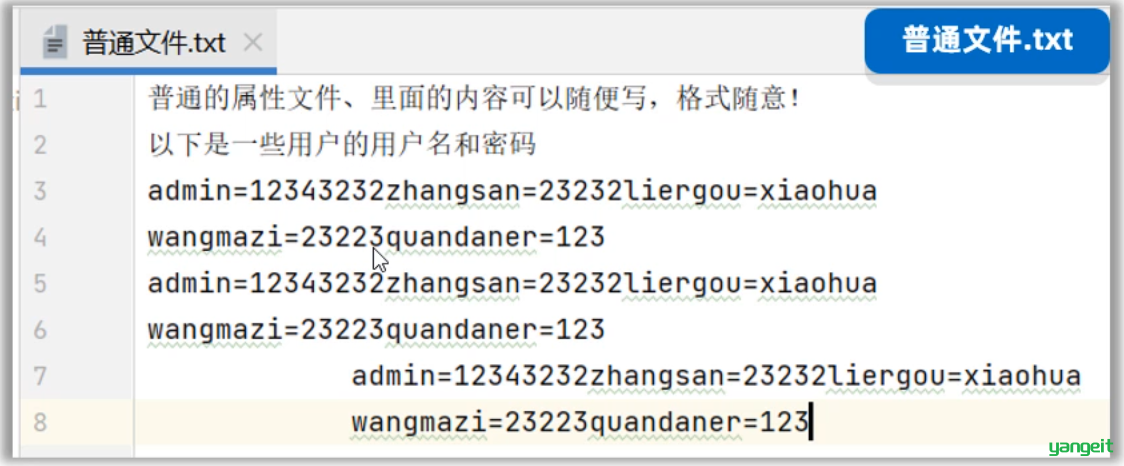 普通文件.txt
普通文件.txt
1 普通的属性文件、里面的内容可以随便写，格式随意！
2 以下是一些用户的用户名和密码
3 admin=12343232zhangsan=23232liergou=xiaohua
4 wangmazi=23223quandaner=123
5 admin=12343232zhangsan=23232liergou=xiaohua
6 wangmazi=23223quandaner=123
7 admin=12343232zhangsan=23232liergou=xiaohua
8 wangmazi=23223quandaner=123
yangeit